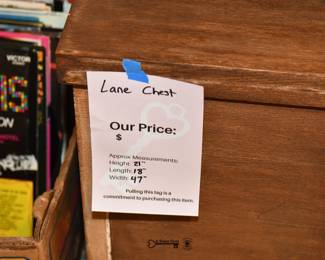 VICTOR
Lane Chest
Our Price:
$
Approx Measurements:
Height: 21"
Length: 18"
Width: 47"
Pulling this tag is a
commitment to purchasing this item.